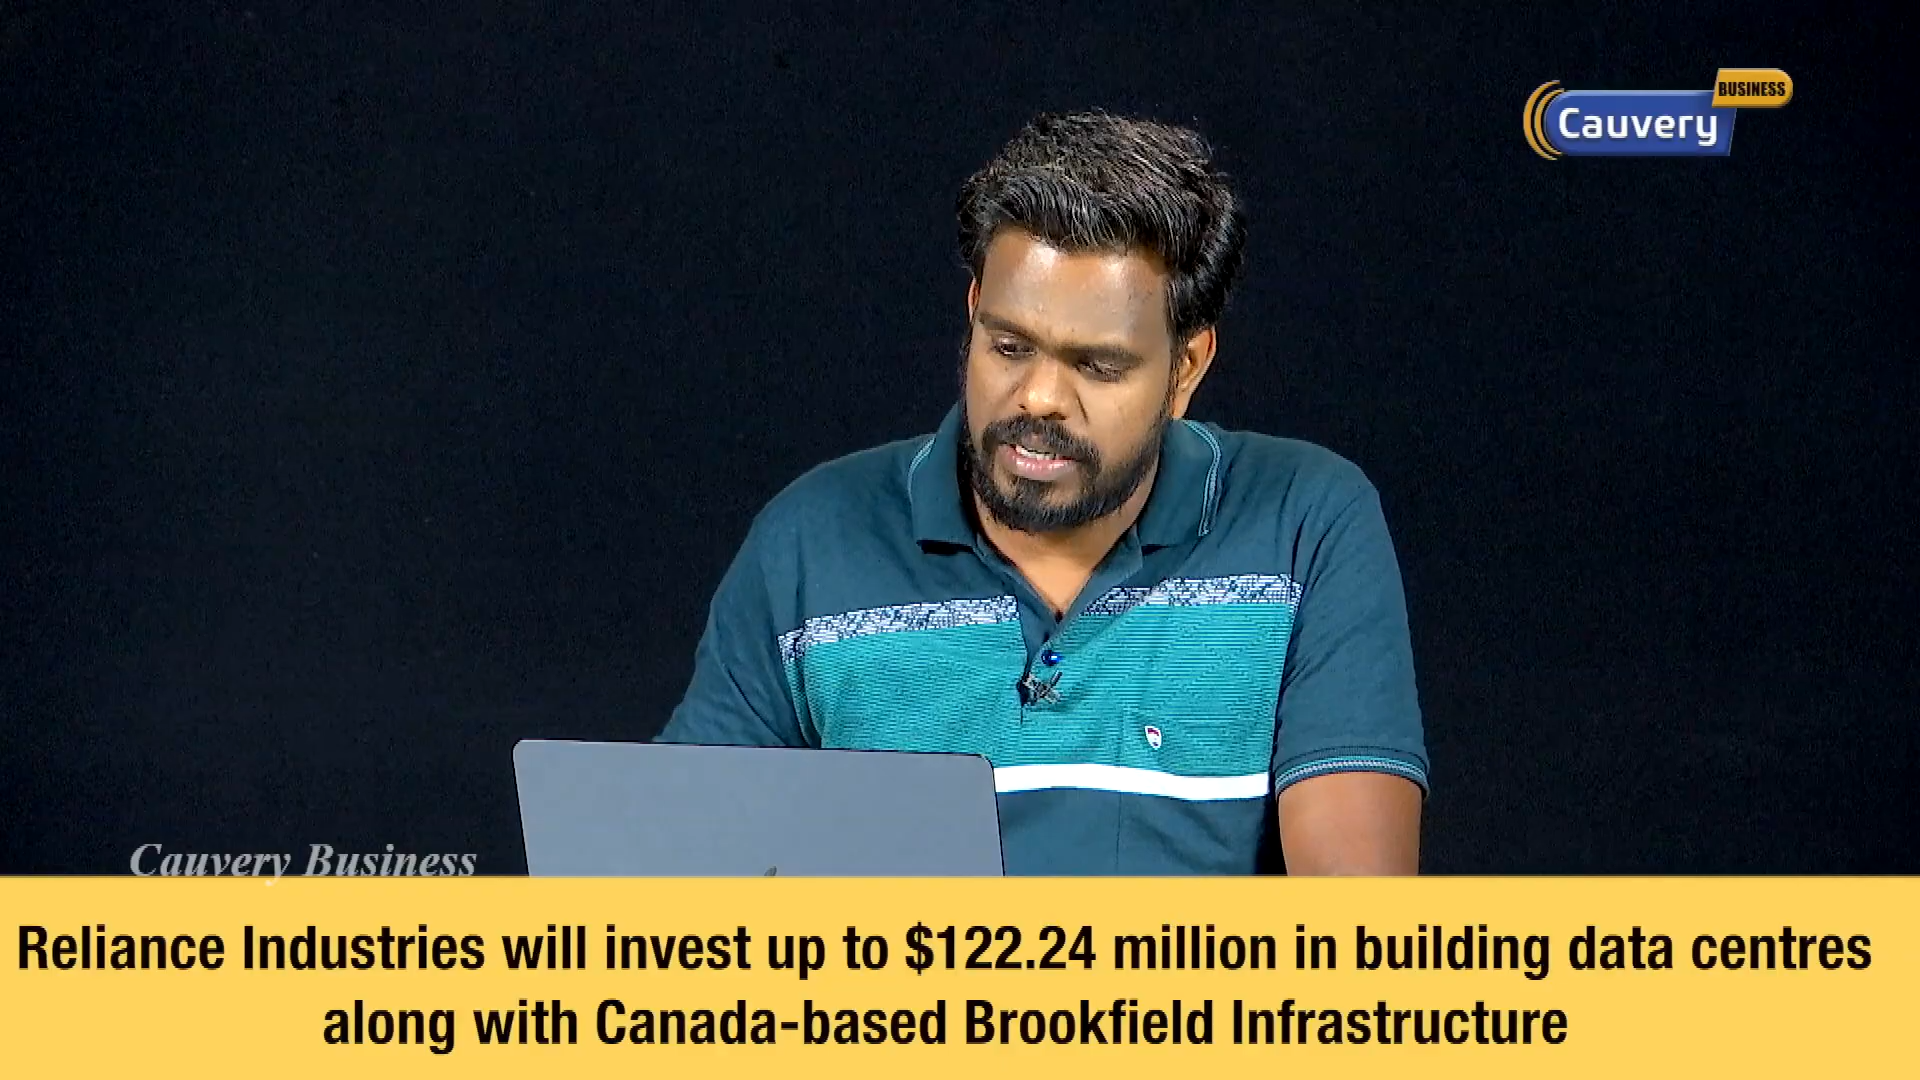 BUSINESS
Cauvery
Cauvery Business
Reliance Industries will invest up to $122.24 million in building data centres
along with Canada-based Brookfield Infrastructure